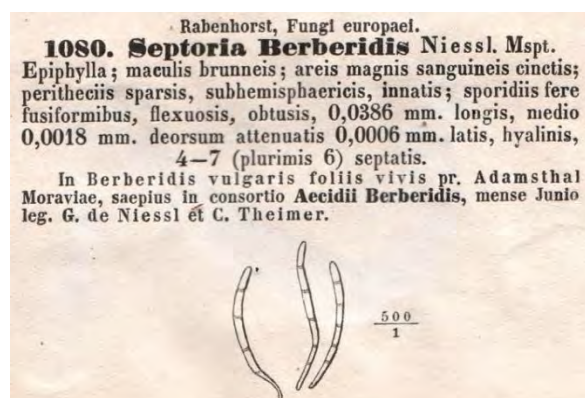 Rabenhorst, Fungi europaei.
1080. Septoria Berberidis Niessl. Mspt.
Epiphylla; maculis brunneis; areis magnis sanguineis cinctis;
peritheciis sparsis, subhemisphaericis, innatis; sporidiis fere
fusiformibus, flexuosis, obtusis, 0,0386 mm. longis, medio
0,0018 mm. deorsum attenuatis 0,0006 mm. latis, hyalinis,
4—7 (plurimis 6) septatis.
In Berberidis vulgaris foliis vivis pr. Adamsthal
Moraviae, saepius in consortio Aecidii Berberidis, mense Junio
leg. G. de Niessl et C. Theimer.
500
1